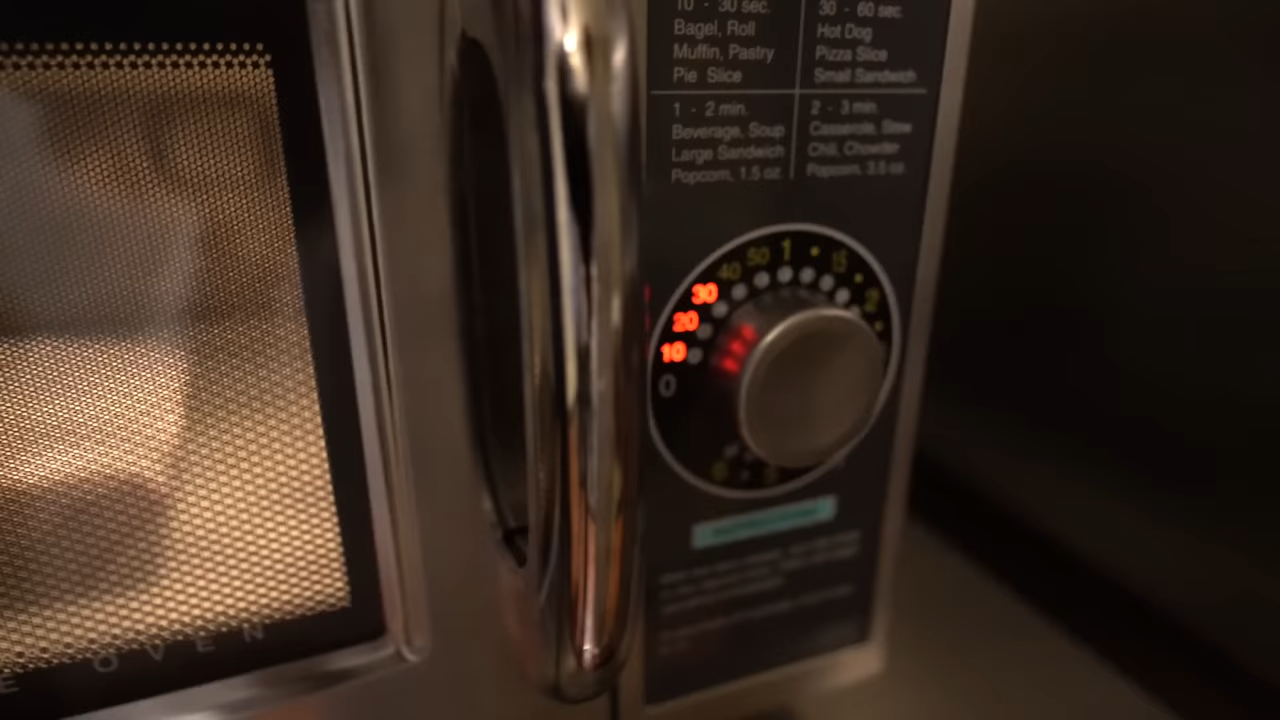 10 - 30 sec.
Bagel, Roll
Muffin, Pastry
Pie Slice
30 - 60 sec.
Hot Dog
Pizza Slice
Small Sandwich
1 - 2 min.
Beverage, Soup
Large Sandwich
Popcorn, 1.5 oz
2 - 3 min.
Casserole, Stew
Chili, Chowder
Popcorn, 3.5 oz
0
10
20
30
40
50
1
15
2
OVEN